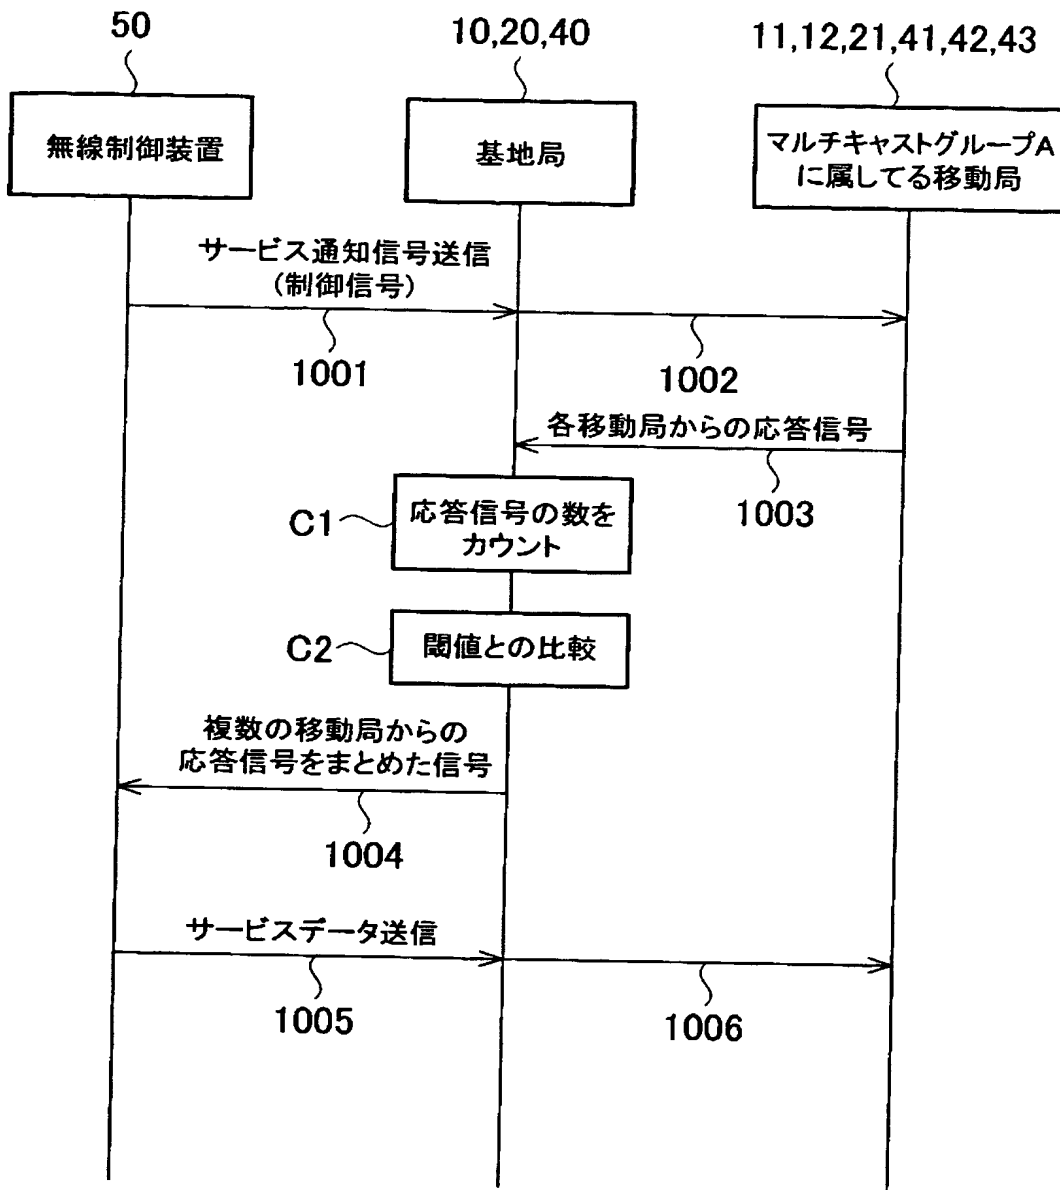 50
10,20,40
11,12,21,41,42,43
無線制御装置
基地局
マルチキャストグループA
に属してる移動局
サービス通知信号送信
(制御信号)
1001
1002
各移動局からの応答信号
1003
C1
応答信号の数を
カウント
C2
閾値との比較
複数の移動局からの
応答信号をまとめた信号
1004
サービスデータ送信
1005
1006